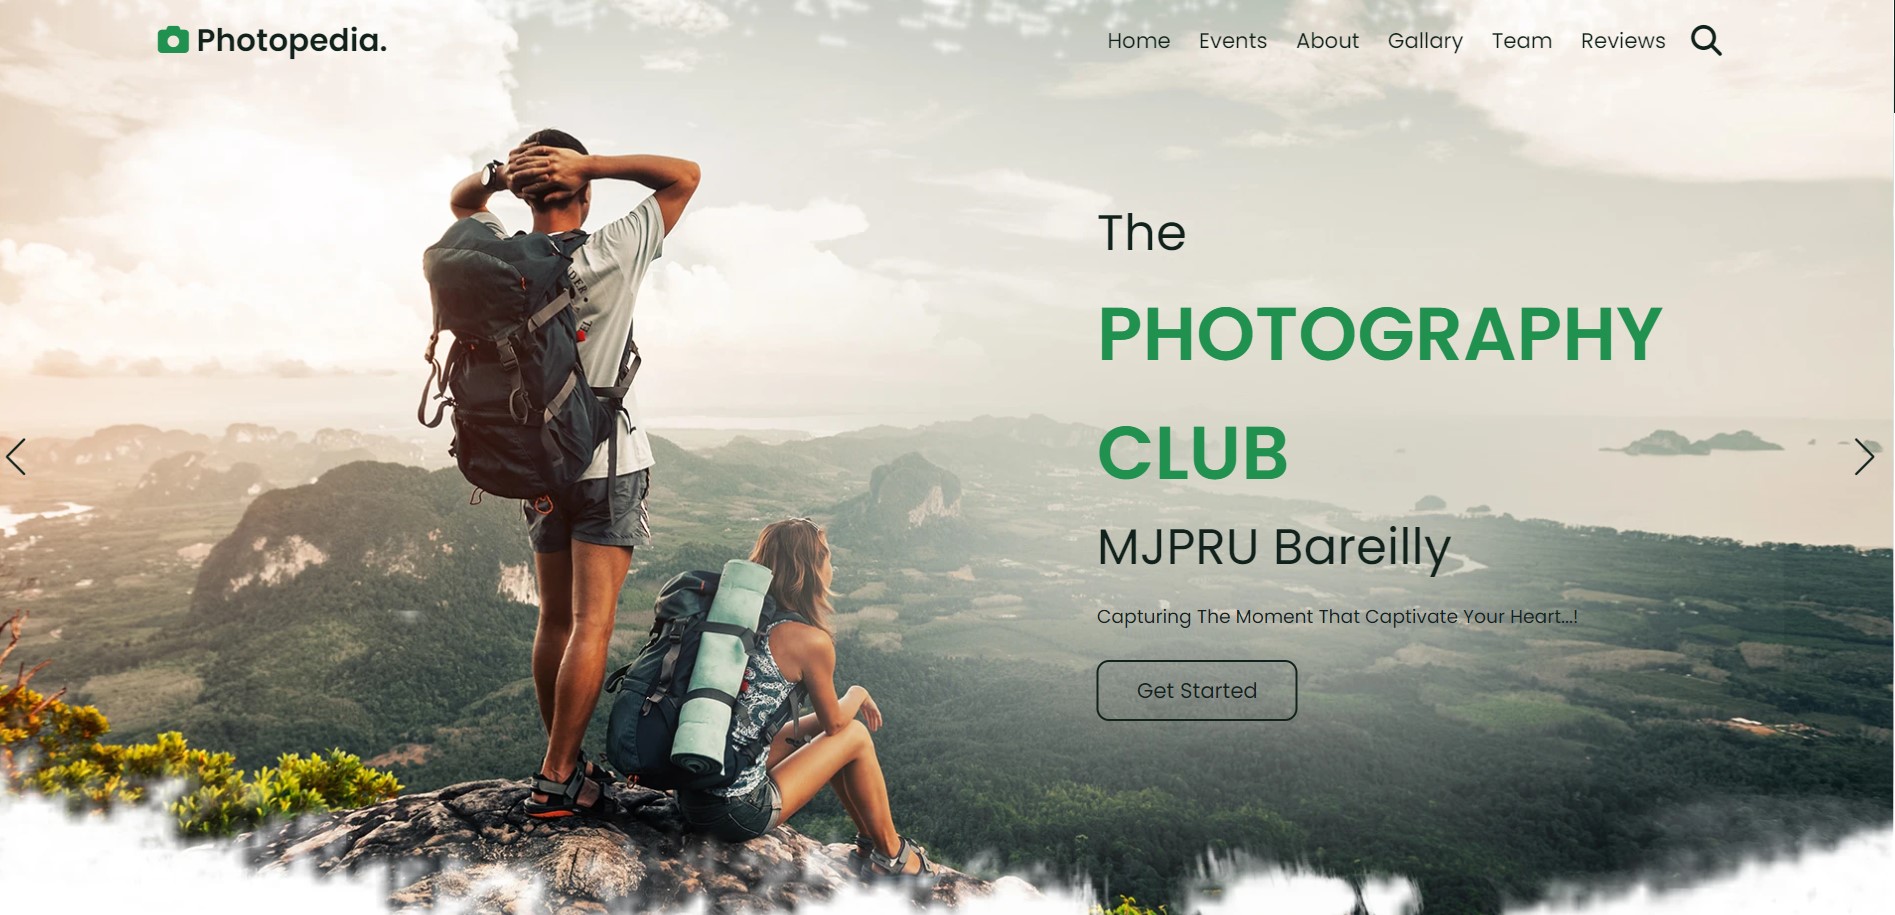 Photopedia.
Home Events About Gallary Team Reviews
The
PHOTOGRAPHY
CLUB
MJPRU Bareilly
Capturing The Moment That Captivate Your Heart...!
Get Started